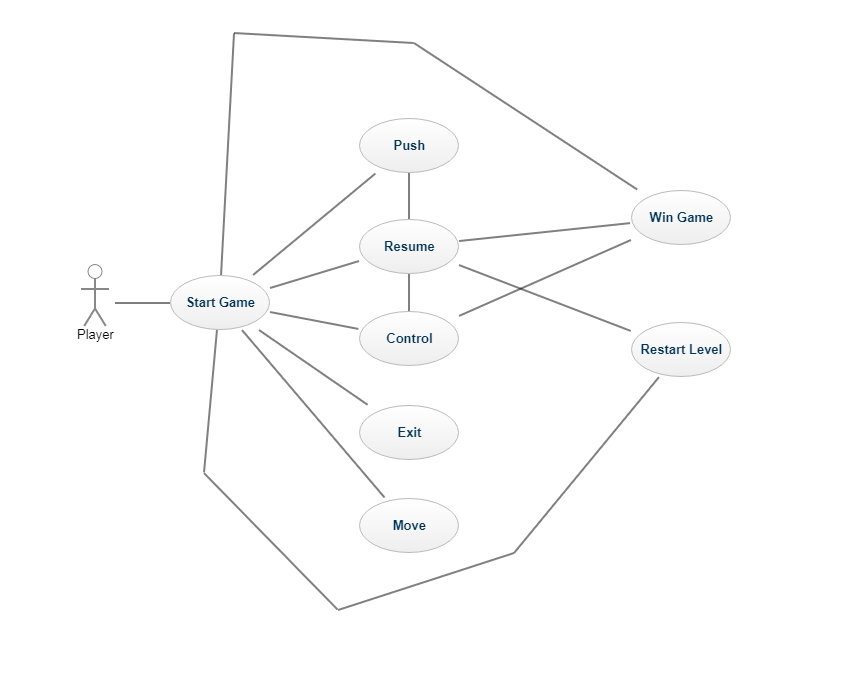 Push
Win Game
Resume
Start Game
Player
Control
Restart Level
Exit
Move